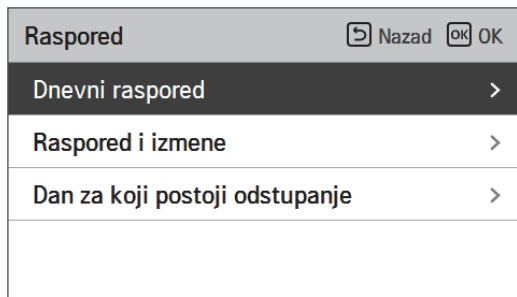 Raspored Nazad OK OK
Dnevni raspored >
Raspored i izmene >
Dan za koji postoji odstupanje >